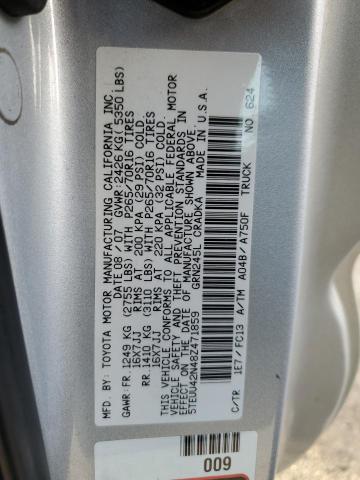 MFD. BY: TOYOTA MOTOR MANUFACTURING CALIFORNIA INC.
DATE 08 / 07 GVWR: 2426 KG( 5350 LBS)
GAWR: FR. 1249 KG (2755 LBS) WITH P265/70R16 TIRES
16X7JJ RIMS AT 200 KPA (29 PSI) COLD.
RR. 1410 KG (3110 LBS) WITH P265/70R16 TIRES
16X7JJ RIMS AT 220 KPA (32 PSI) COLD.
THIS VEHICLE CONFORMS TO ALL APPLICABLE FEDERAL MOTOR
VEHICLE SAFETY AND THEFT PREVENTION STANDARDS IN
EFFECT ON THE DATE OF MANUFACTURE SHOWN ABOVE.
5TEUU42N48Z471859 GRN245L CRADKA MADE IN U.S.A.
C/TR 1E7 / FC13 A/TM A04B / A750F TRUCK NO 624
009